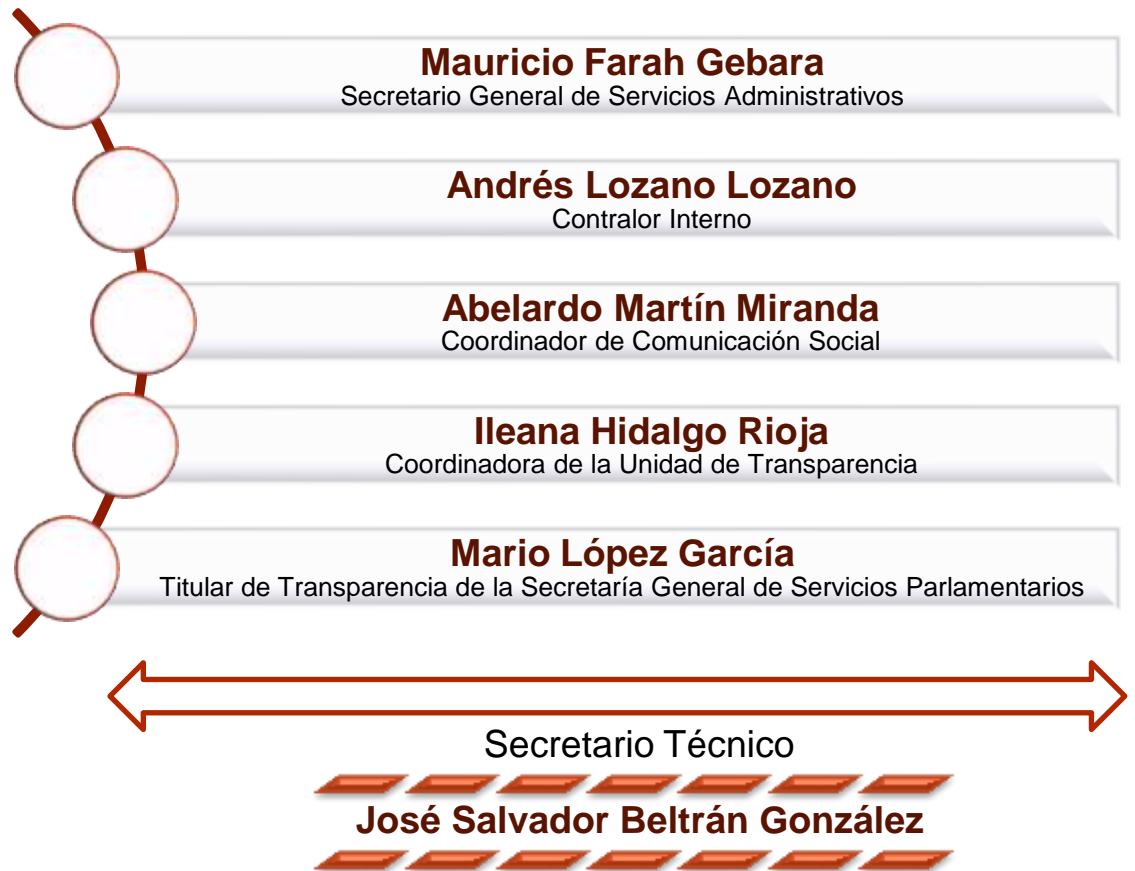 Mauricio Farah Gebara
Secretario General de Servicios Administrativos
Andrés Lozano Lozano
Contralor Interno
Abelardo Martín Miranda
Coordinador de Comunicación Social
Ileana Hidalgo Rioja
Coordinadora de la Unidad de Transparencia
Mario López García
Titular de Transparencia de la Secretaría General de Servicios Parlamentarios
Secretario Técnico
José Salvador Beltrán González